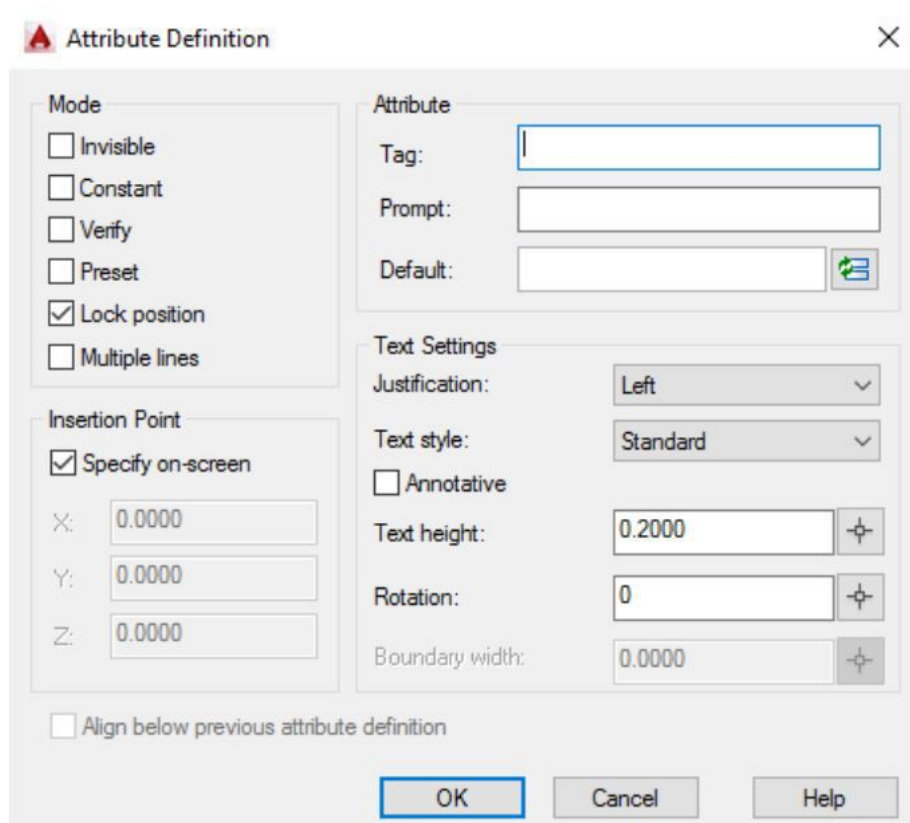 Attribute Definition
Mode
Invisible
Constant
Verify
Preset
Lock position
Multiple lines
Insertion Point
Specify on-screen
X: 0.0000
Y: 0.0000
Z: 0.0000
Attribute
Tag:
Prompt:
Default:
Text Settings
Justification: Left
Text style: Standard
Annotative
Text height: 0.2000
Rotation: 0
Boundary width: 0.0000
Align below previous attribute definition
OK Cancel Help